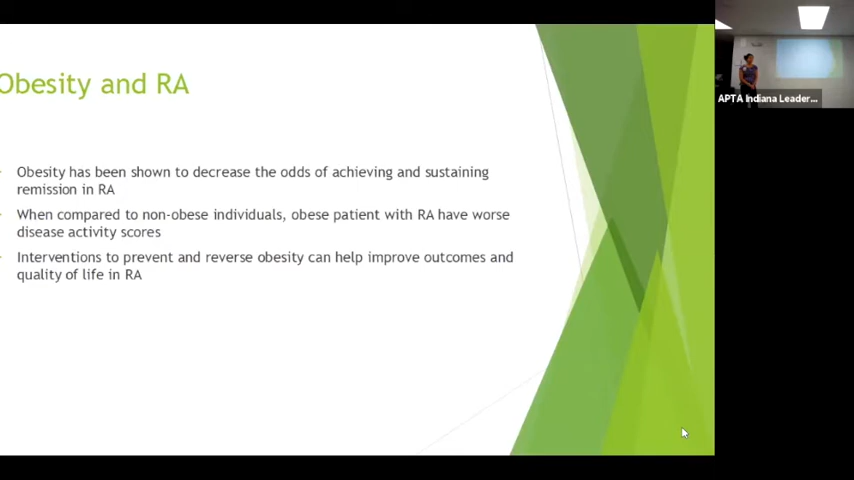 Obesity and RA
APTA Indiana Leader...
Obesity has been shown to decrease the odds of achieving and sustaining
remission in RA
When compared to non-obese individuals, obese patient with RA have worse
disease activity scores
Interventions to prevent and reverse obesity can help improve outcomes and
quality of life in RA